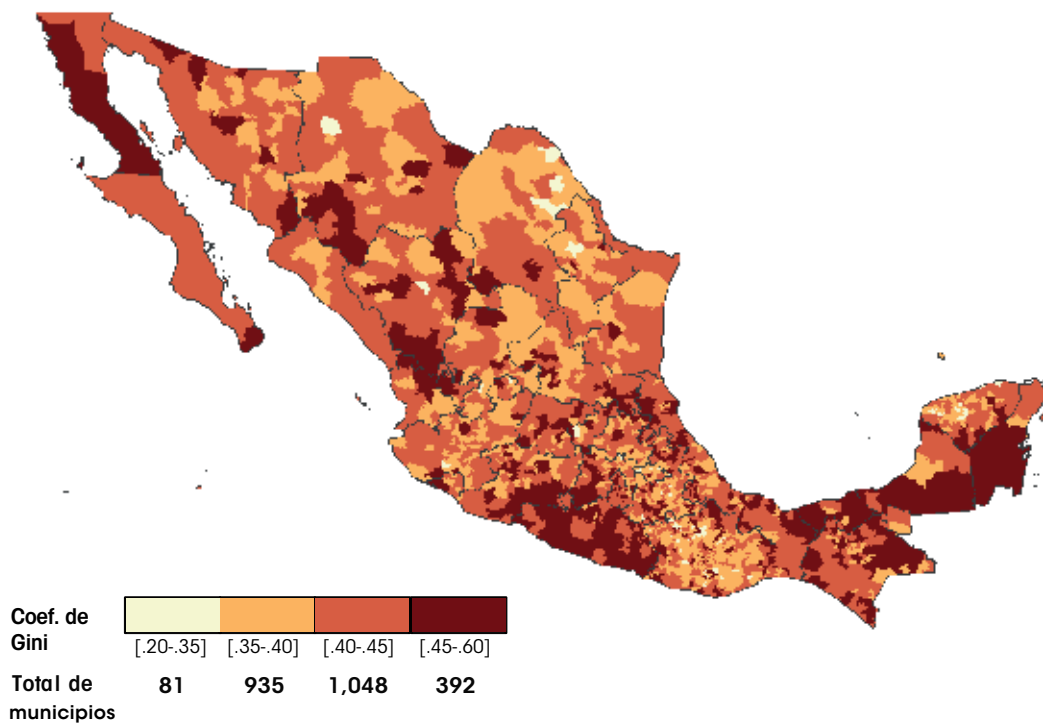 Coef. de
Gini
[.20-.35] [.35-.40] [.40-.45] [.45-.60]
Total de
municipios
81 935 1,048 392